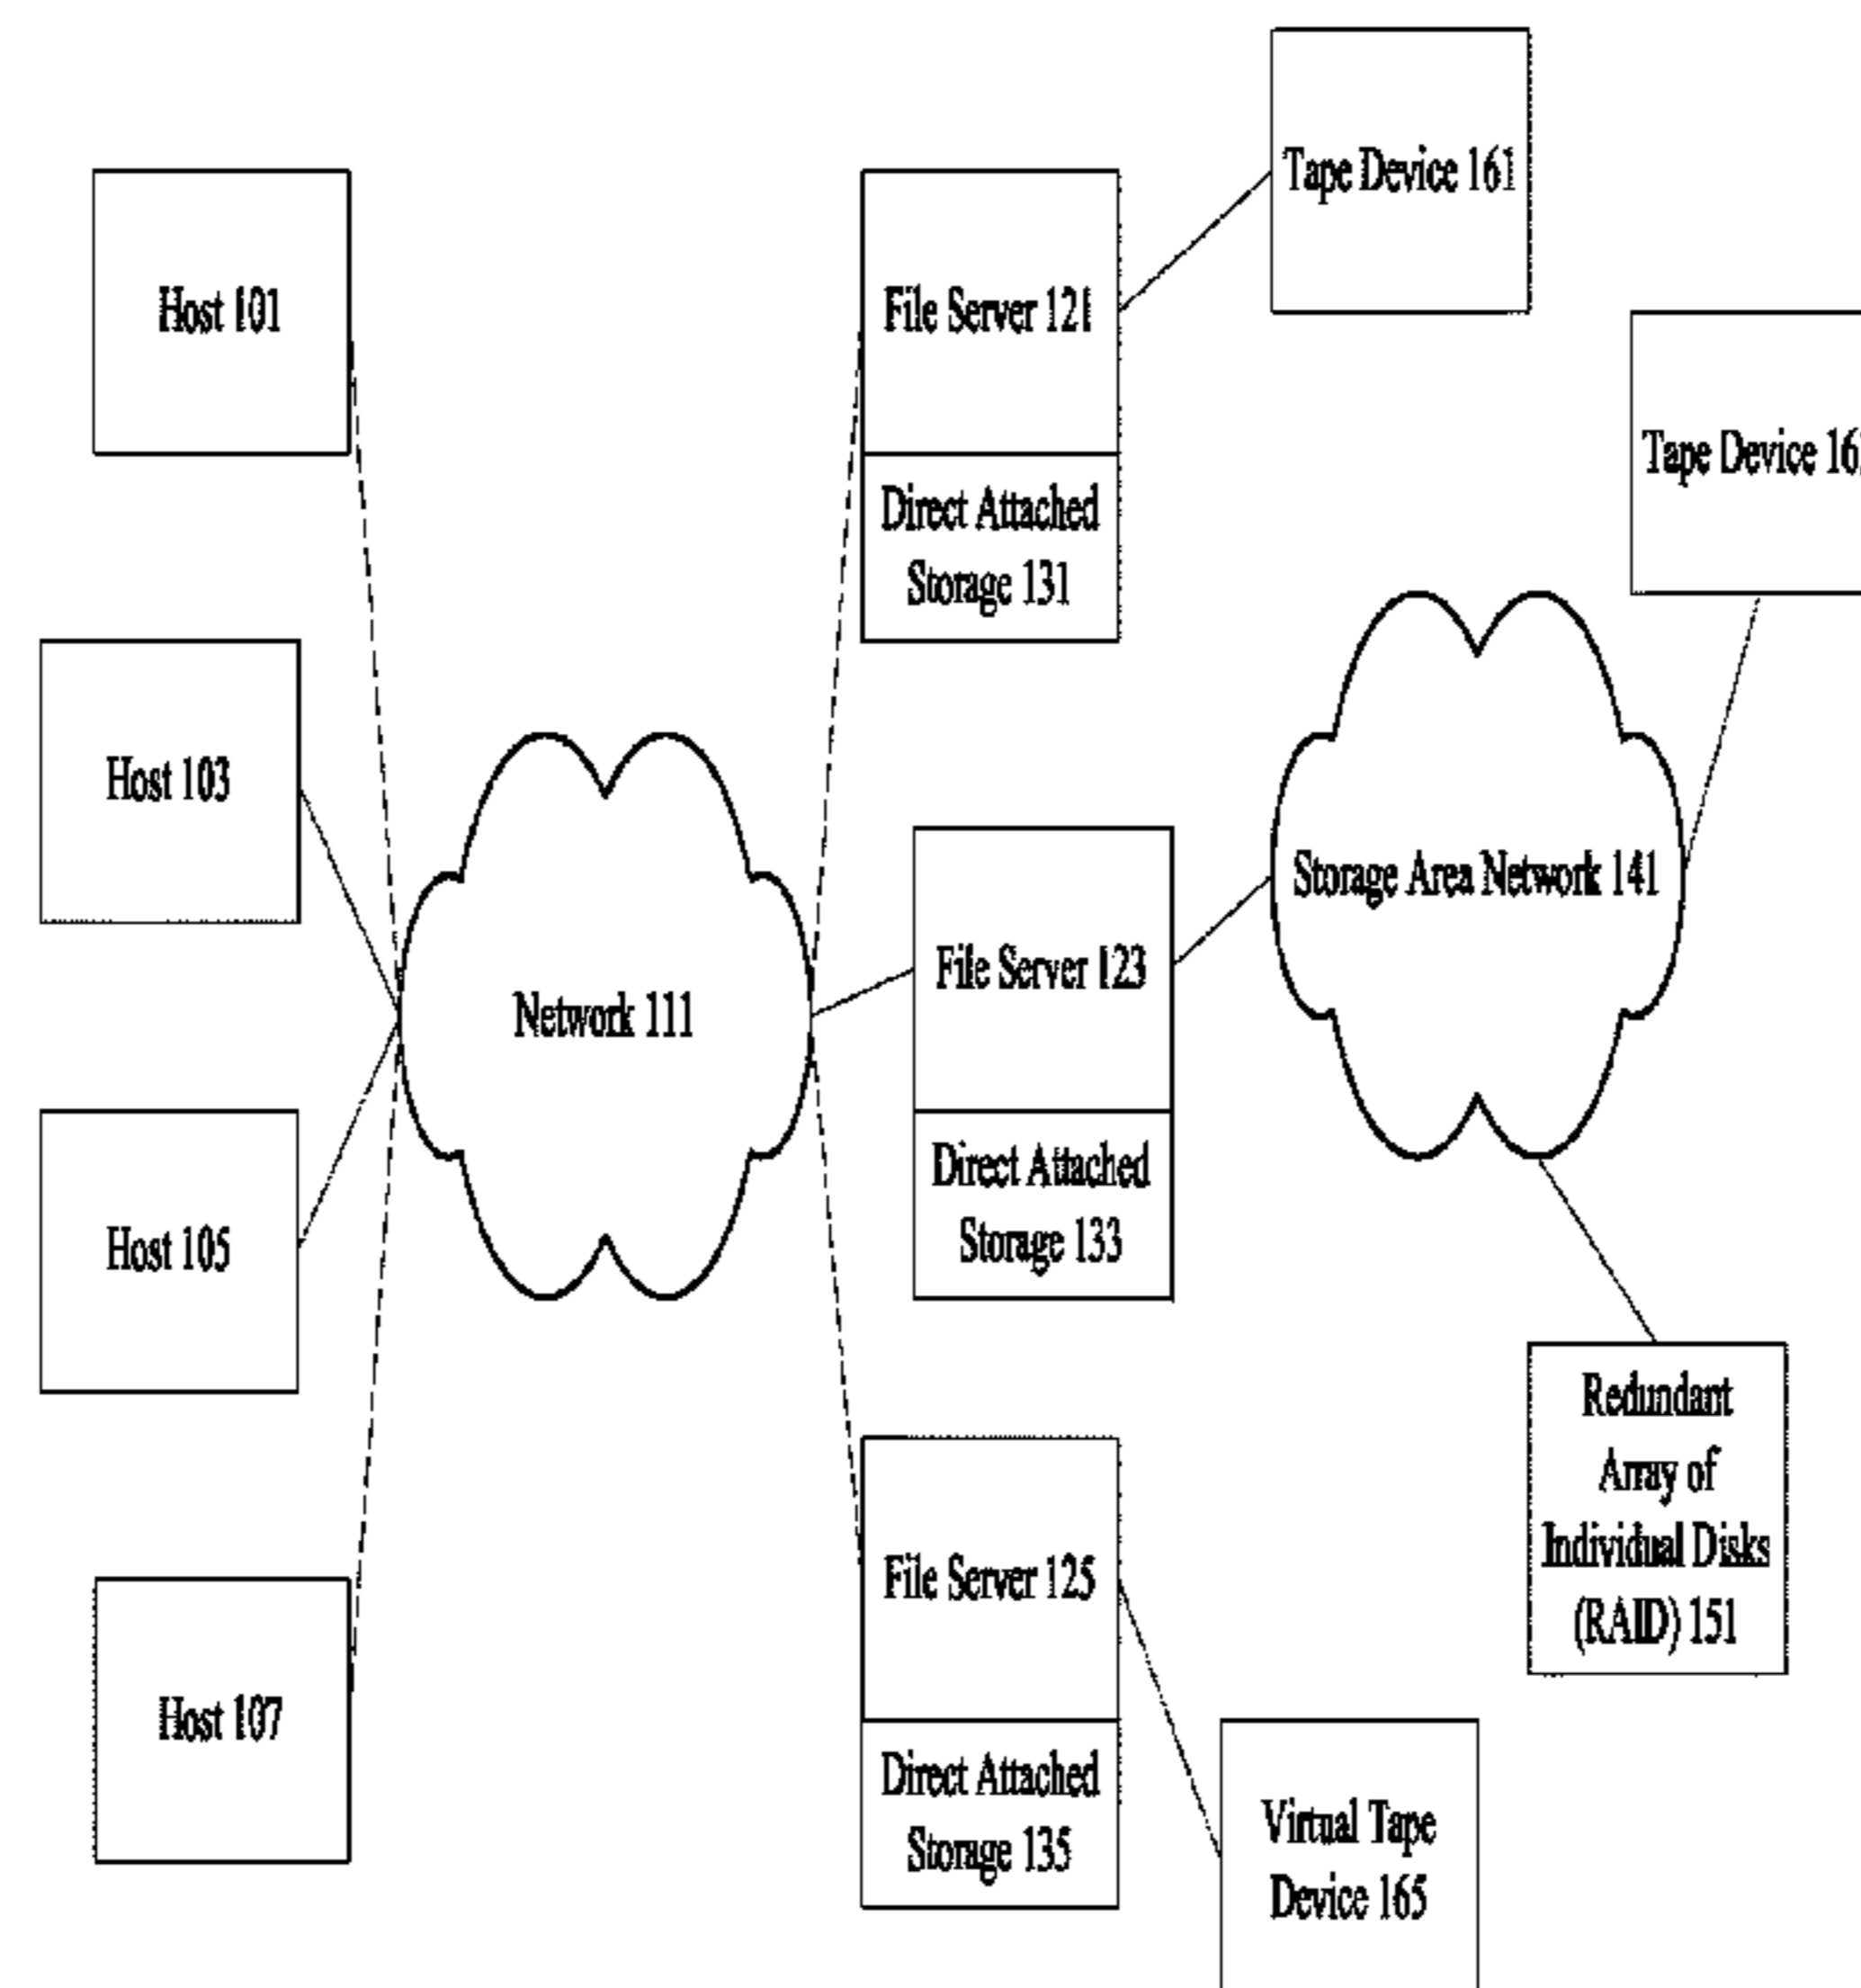 Tape Device 161
Host 101
File Server 121
Tape Device
Direct Attached
Storage 131
Host 103
Storage Area Network 141
File Server 123
Network 111
Direct Attached
Storage 133
Host 105
Redundant
Array of
Individual Disks
(RAID) 151
File Server 125
Host 107
Direct Attached
Storage 135
Virtual Tape
Device 165